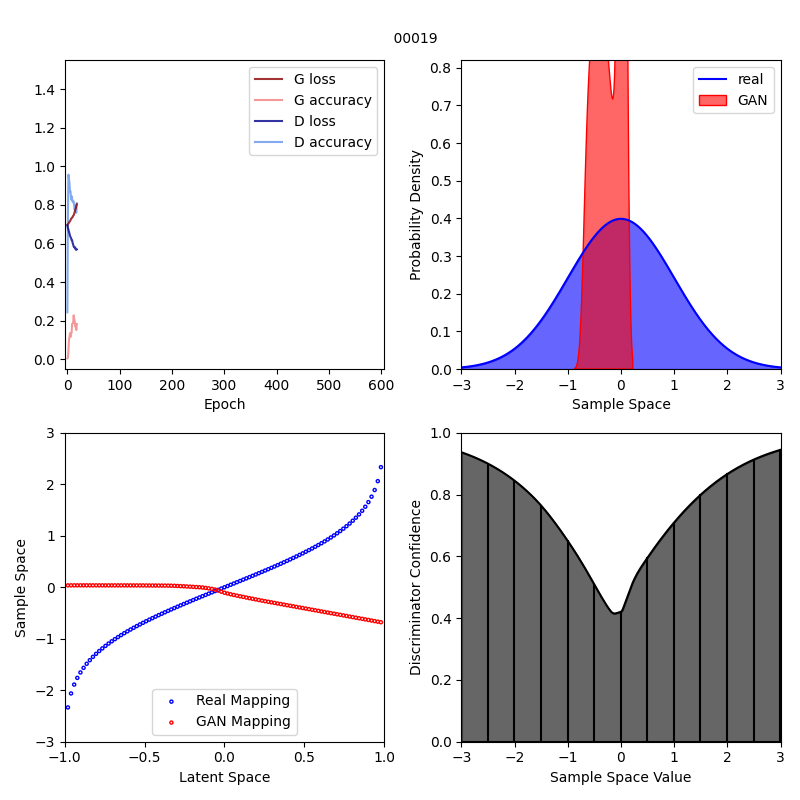 00019
1.4
1.2
1.0
0.8
0.6
0.4
0.2
0.0
0 100 200 300 400 500 600
Epoch
G loss
G accuracy
D loss
D accuracy
0.8
0.7
0.6
0.5
0.4
0.3
0.2
0.1
0.0
Probability Density
−3 −2 −1 0 1 2 3
Sample Space
real
GAN
3
2
1
0
−1
−2
−3
Sample Space
−1.0 −0.5 0.0 0.5 1.0
Latent Space
Real Mapping
GAN Mapping
1.0
0.8
0.6
0.4
0.2
0.0
Discriminator Confidence
−3 −2 −1 0 1 2 3
Sample Space Value